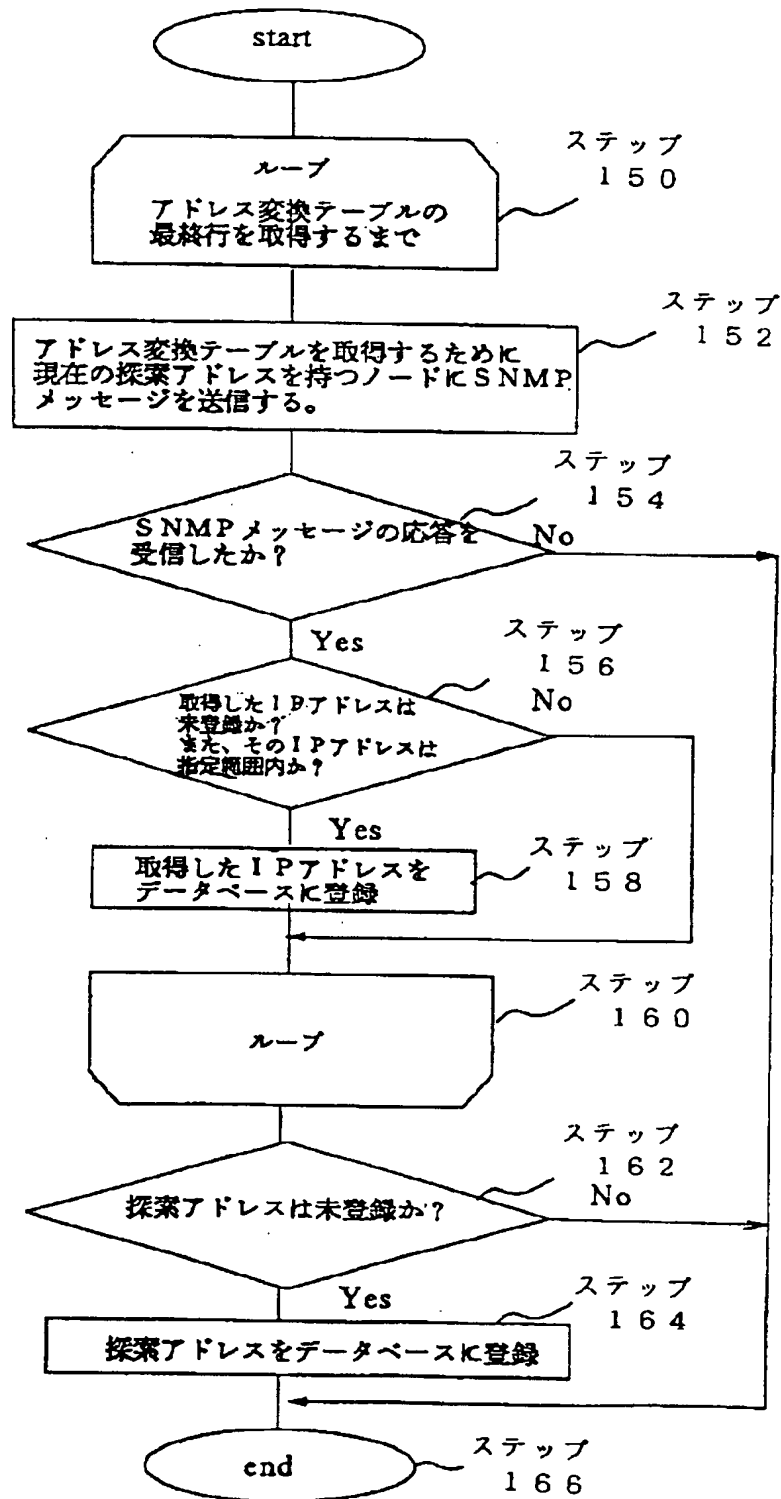 start
ステップ
150
ループ
アドレス変換テーブルの
最終行を取得するまで
ステップ
152
アドレス変換テーブルを取得するために
現在の探索アドレスを持つノードにSNMP
メッセージを送信する。
ステップ
154
SNMPメッセージの応答を
受信したか?
No
Yes
ステップ
156
取得したIPアドレスは
未登録か?
また、そのIPアドレスは
指定範囲内か?
No
Yes
ステップ
158
取得したIPアドレスを
データベースに登録
ステップ
160
ループ
ステップ
162
探索アドレスは未登録か?
No
Yes
ステップ
164
探索アドレスをデータベースに登録
end
ステップ
166